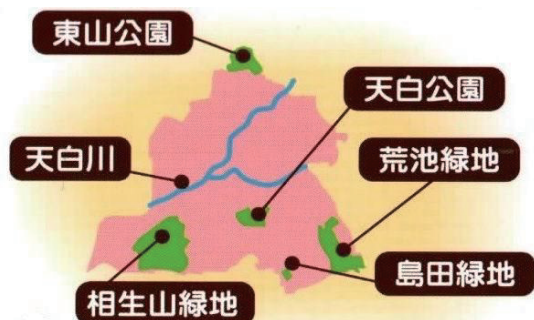 東山公園
天白公園
天白川
荒池緑地
島田緑地
相生山緑地